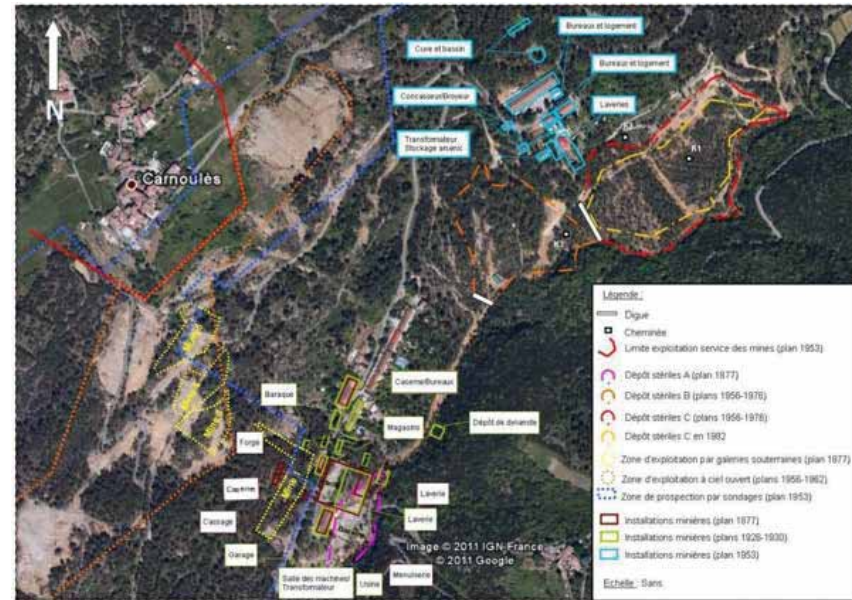 Cure et bassin
Bureaux et logement
Bureaux et logement
Concasseur/Broyeur
Laveries
Transformateur
Stockage amianti
N
Carnoulès
K1
Caserne/Bureaux
Baraque
Magasins
Dépôt de dynamite
Forge
Caserne
Cassage
Garage
Laverie
Laverie
Menuiserie
Salle des machines/
Transformateur
Usine
Image © 2011 IGN-France
© 2011 Google
Légende :
Digue
Cheminée
Limite exploitation service des mines (plan 1953)
Dépôt stériles A (plan 1877)
Dépôt stériles B (plans 1956-1976)
Dépôt stériles C (plans 1956-1976)
Dépôt stériles C en 1982
Zone d'exploitation par galeries souterraines (plan 1877)
Zone d'exploitation à ciel ouvert (plans 1956-1962)
Zone de prospection par sondages (plan 1953)
Installations minières (plan 1877)
Installations minières (plans 1928-1930)
Installations minières (plan 1953)
Echelle : Sans